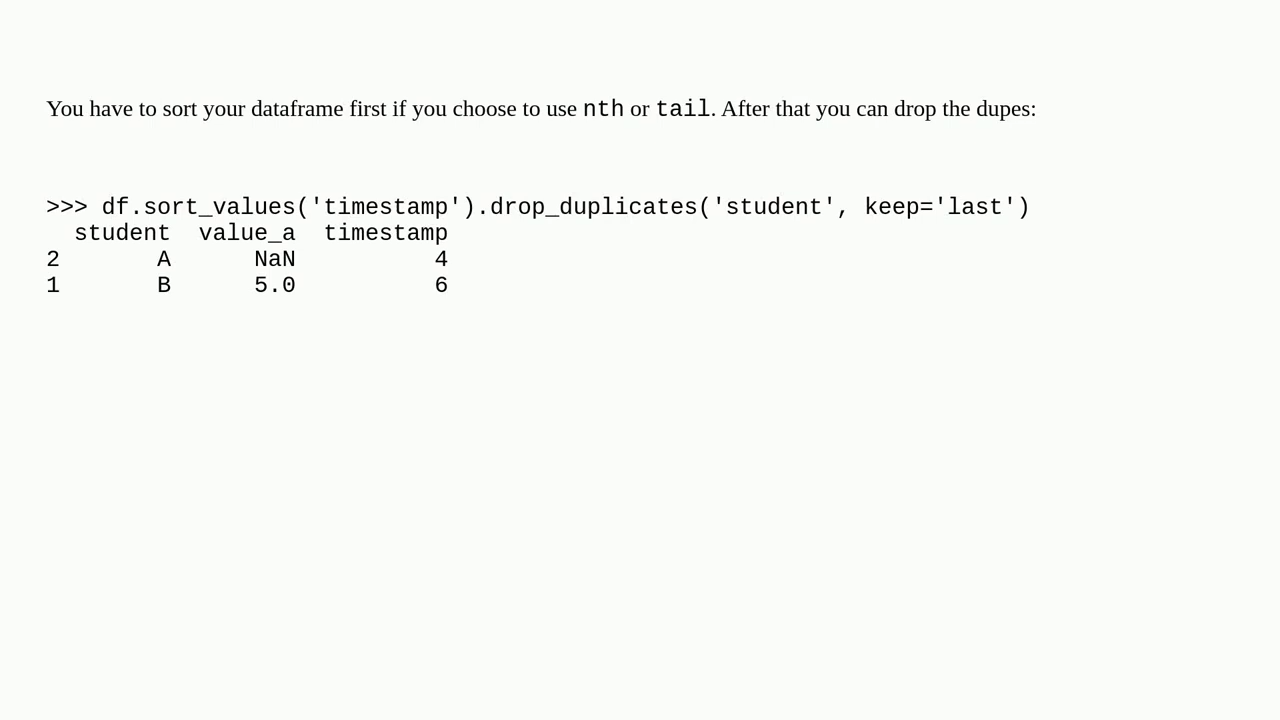 You have to sort your dataframe first if you choose to use nth or tail. After that you can drop the dupes:
>>> df.sort_values('timestamp').drop_duplicates('student', keep='last')
  student  value_a  timestamp
2       A      NaN          4
1       B      5.0          6